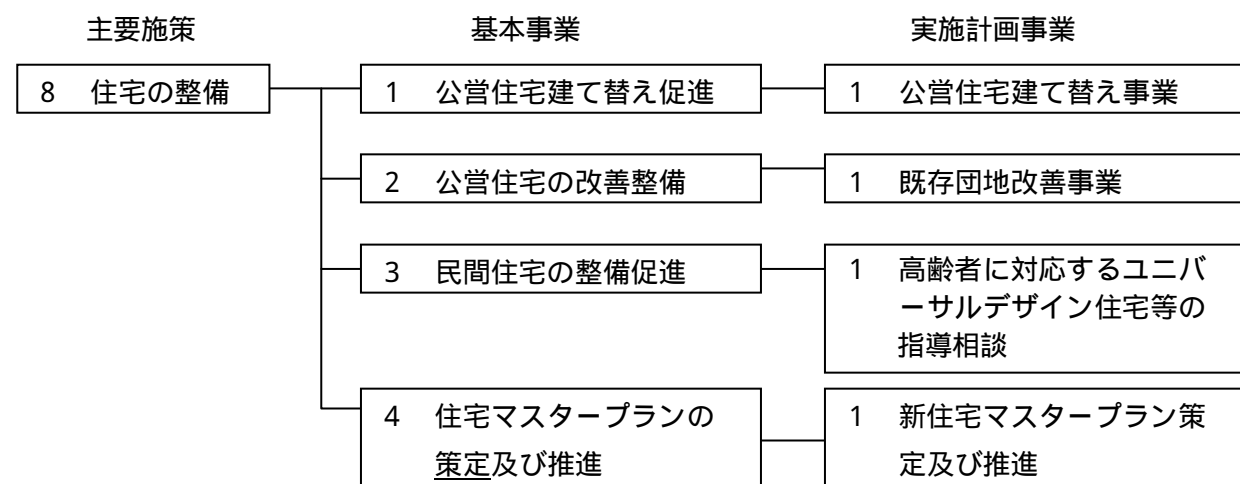 主要施策 基本事業 実施計画事業
8 住宅の整備 1 公営住宅建て替え促進 1 公営住宅建て替え事業
2 公営住宅の改善整備 1 既存団地改善事業
3 民間住宅の整備促進 1 高齢者に対応するユニバ
ーサルデザイン住宅等の
指導相談
4 住宅マスタープランの 1 新住宅マスタープラン策
策定及び推進 定及び推進